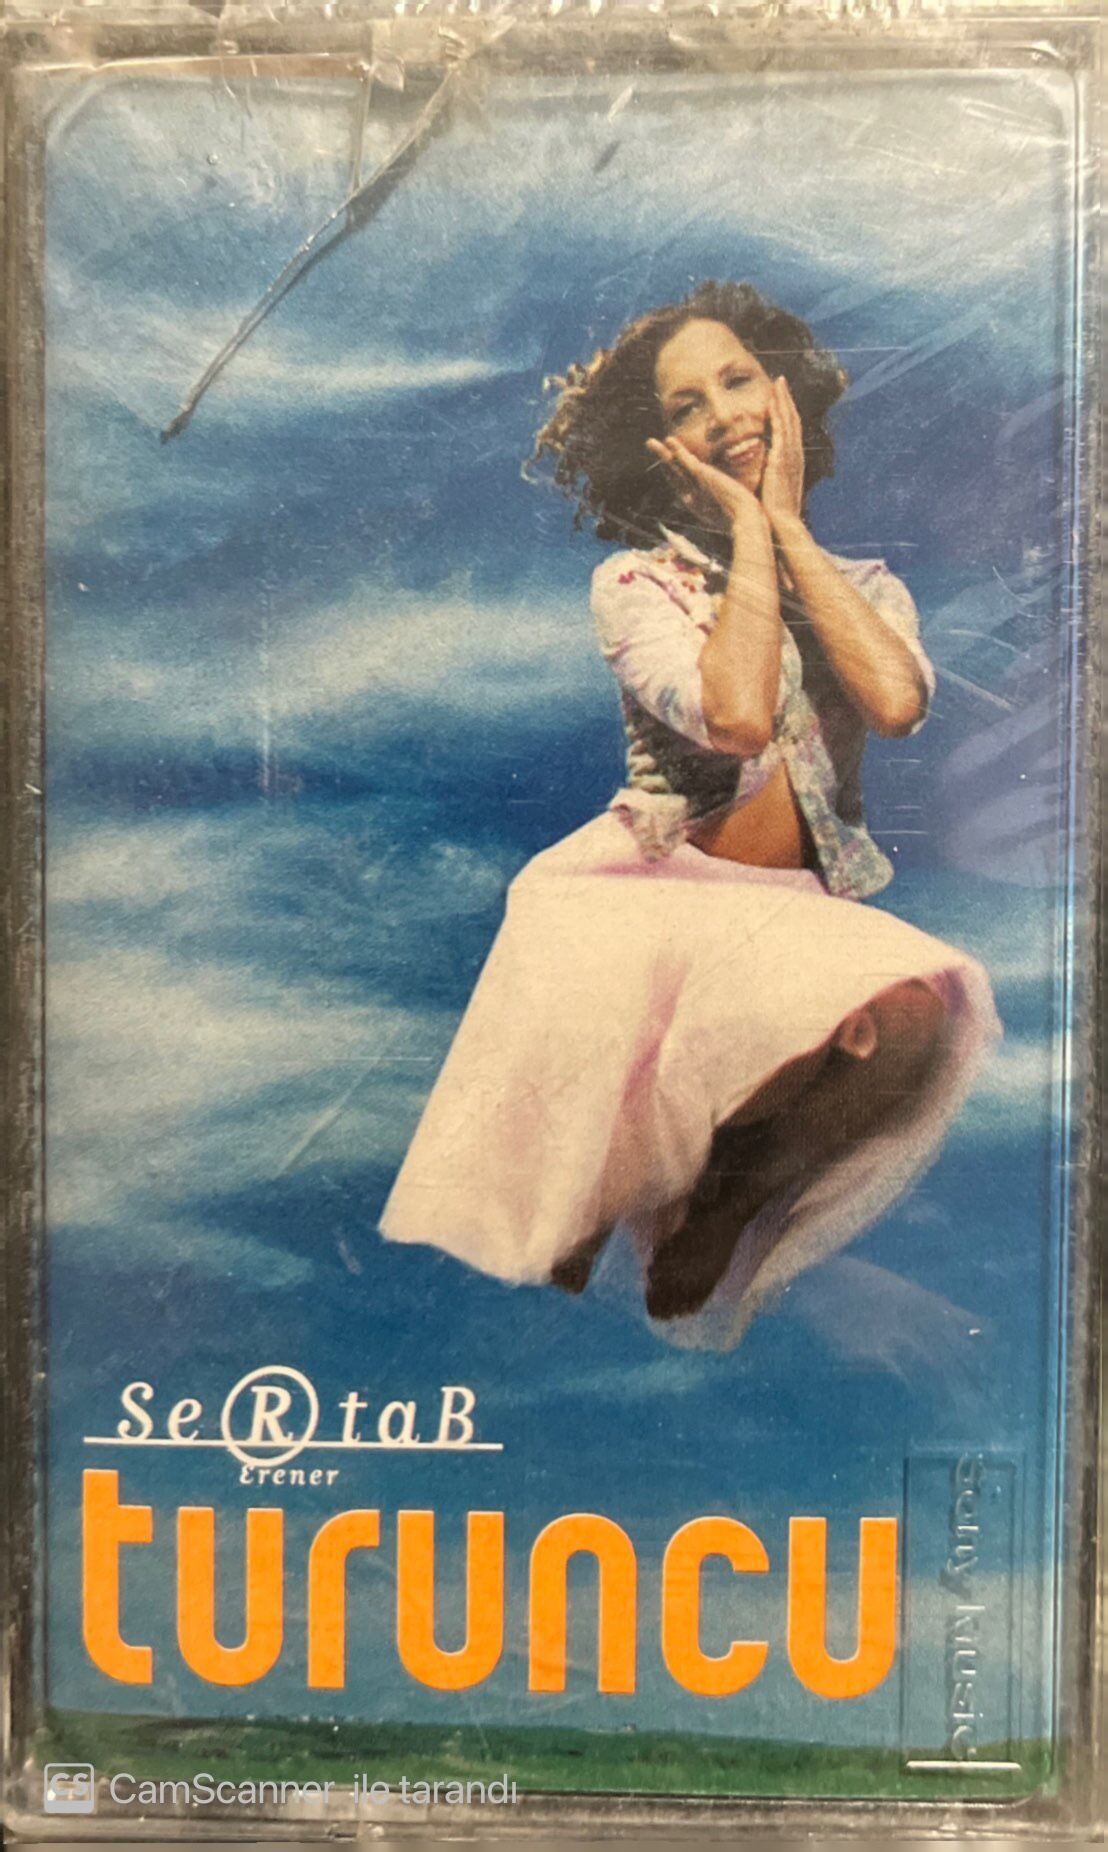 SeRtaB
Erener
turuncu
Sony Music
CamScanner ile tarandı